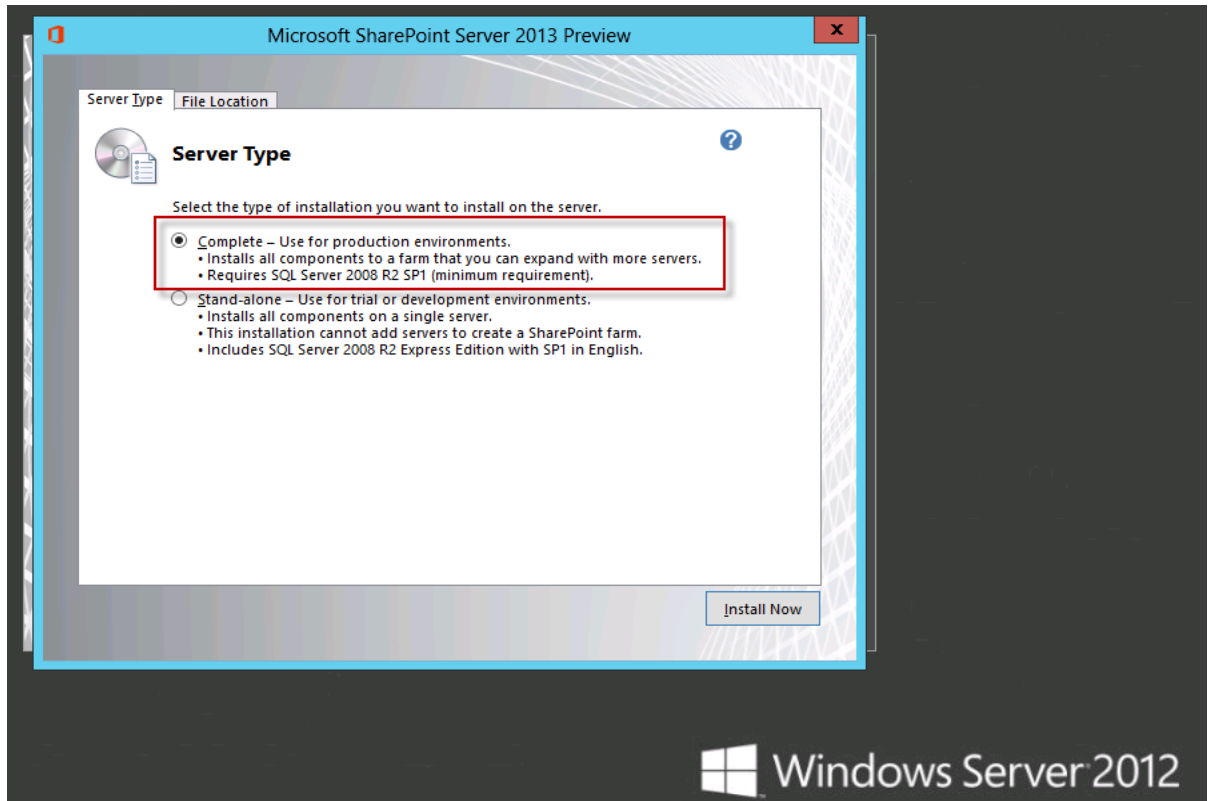 Microsoft SharePoint Server 2013 Preview
x
Server Type
File Location
Server Type
?
Select the type of installation you want to install on the server.
Complete – Use for production environments.
• Installs all components to a farm that you can expand with more servers.
• Requires SQL Server 2008 R2 SP1 (minimum requirement).
Stand-alone – Use for trial or development environments.
• Installs all components on a single server.
• This installation cannot add servers to create a SharePoint farm.
• Includes SQL Server 2008 R2 Express Edition with SP1 in English.
Install Now
Windows Server 2012